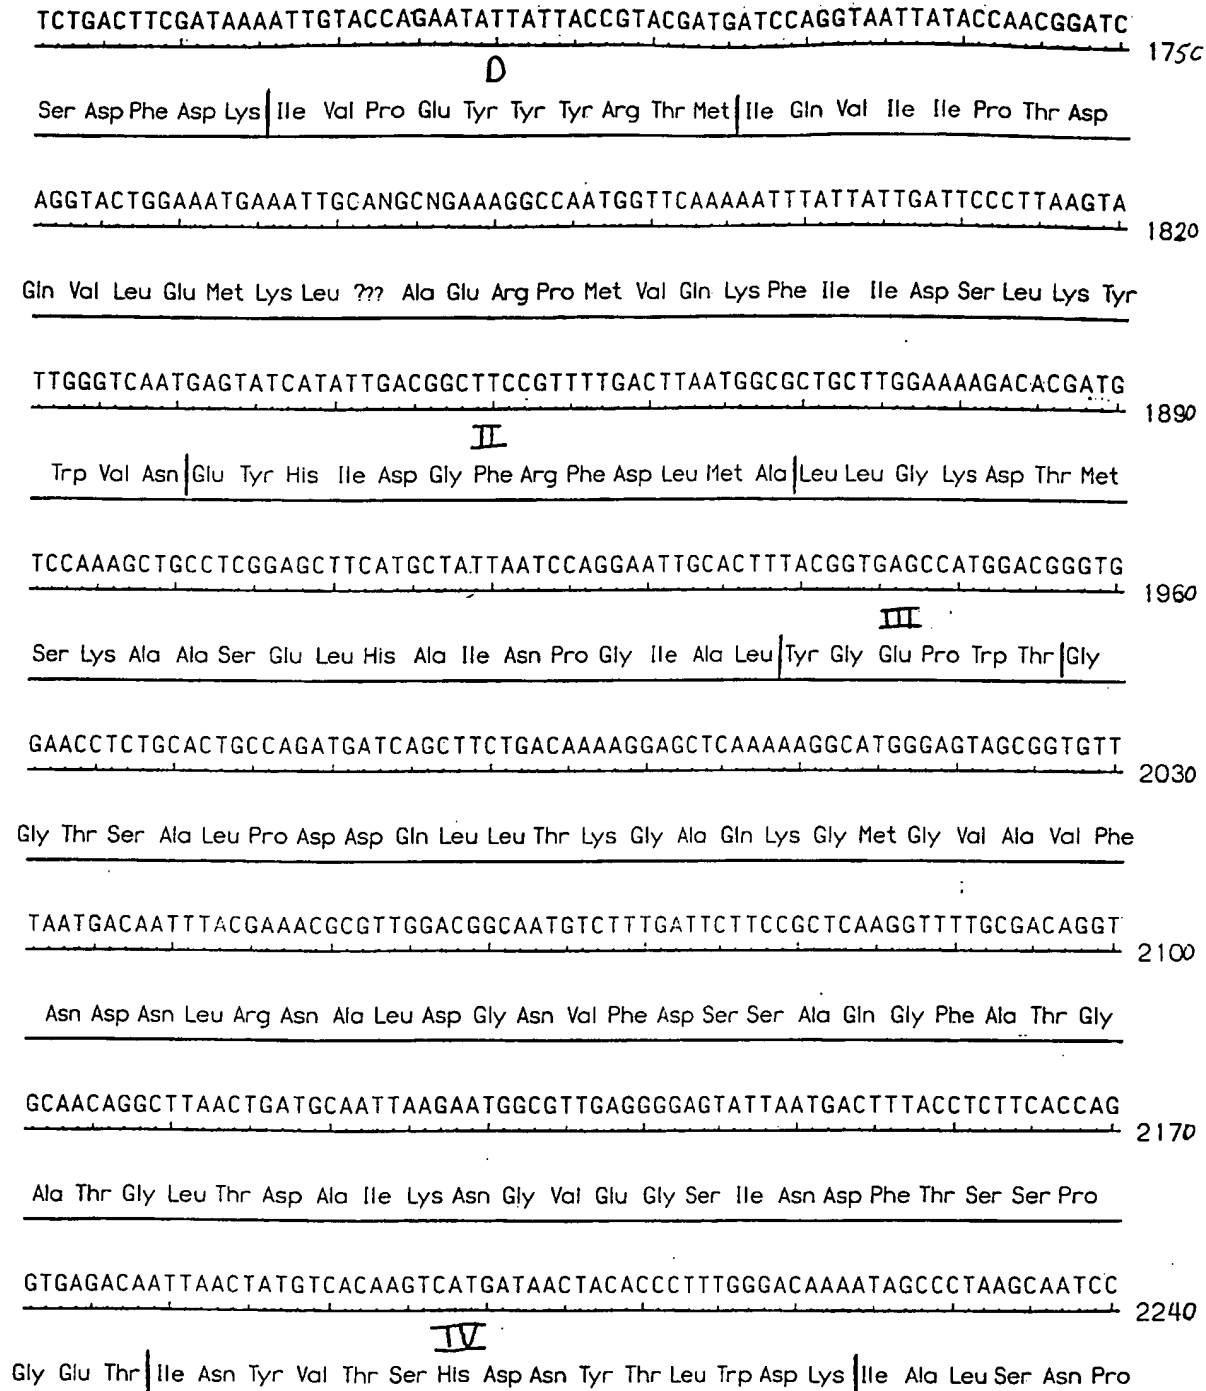 TCTGACTTCGATAAAATTGTACCAGAATATTATTACCGTACGATGATCCAGGTAATTATACCAACGGATC
175C
D
Ser Asp Phe Asp Lys | Ile Val Pro Glu Tyr Tyr Tyr Arg Thr Met | Ile Gln Val Ile Ile Pro Thr Asp
AGGTACTGGAAATGAAATTGCANGCNGAAAGGCCAATGGTTCAAAAATTTATTATTGATTCCCTTAAGTA
1820
Gln Val Leu Glu Met Lys Leu ??? Ala Glu Arg Pro Met Val Gln Lys Phe Ile Ile Asp Ser Leu Lys Tyr
TTGGGTCAATGAGTATCATATTGACGGCTTCCGTTTTGACTTAATGGCGCTGCTTGGAAAAGACACGATG
1890
II
Trp Val Asn | Glu Tyr His Ile Asp Gly Phe Arg Phe Asp Leu Met Ala | Leu Leu Gly Lys Asp Thr Met
TCCAAAGCTGCCTCGGAGCTTCATGCTATTAATCCAGGAATTGCACTTTACGGTGAGCCATGGACGGGTG
1960
III
Ser Lys Ala Ala Ser Glu Leu His Ala Ile Asn Pro Gly Ile Ala Leu | Tyr Gly Glu Pro Trp Thr | Gly
GAACCTCTGCACTGCCAGATGATCAGCTTCTGACAAAAGGAGCTCAAAAAGGCATGGGAGTAGCGGTGTT
2030
Gly Thr Ser Ala Leu Pro Asp Asp Gln Leu Leu Thr Lys Gly Ala Gln Lys Gly Met Gly Val Ala Val Phe
TAATGACAATTTACGAAACGCGTTGGACGGCAATGTCTTTGATTCTTCCGCTCAAGGTTTTGCGACAGGT
2100
Asn Asp Asn Leu Arg Asn Ala Leu Asp Gly Asn Val Phe Asp Ser Ser Ala Gln Gly Phe Ala Thr Gly
GCAACAGGCTTAACTGATGCAATTAAGAATGGCGTTGAGGGGAGTATTAATGACTTTACCTCTTCACCAG
2170
Ala Thr Gly Leu Thr Asp Ala Ile Lys Asn Gly Val Glu Gly Ser Ile Asn Asp Phe Thr Ser Ser Pro
GTGAGACAATTAACTATGTCACAAGTCATGATAACTACACCCTTTGGGACAAAATAGCCCTAAGCAATCC
2240
IV
Gly Glu Thr | Ile Asn Tyr Val Thr Ser His Asp Asn Tyr Thr Leu Trp Asp Lys | Ile Ala Leu Ser Asn Pro